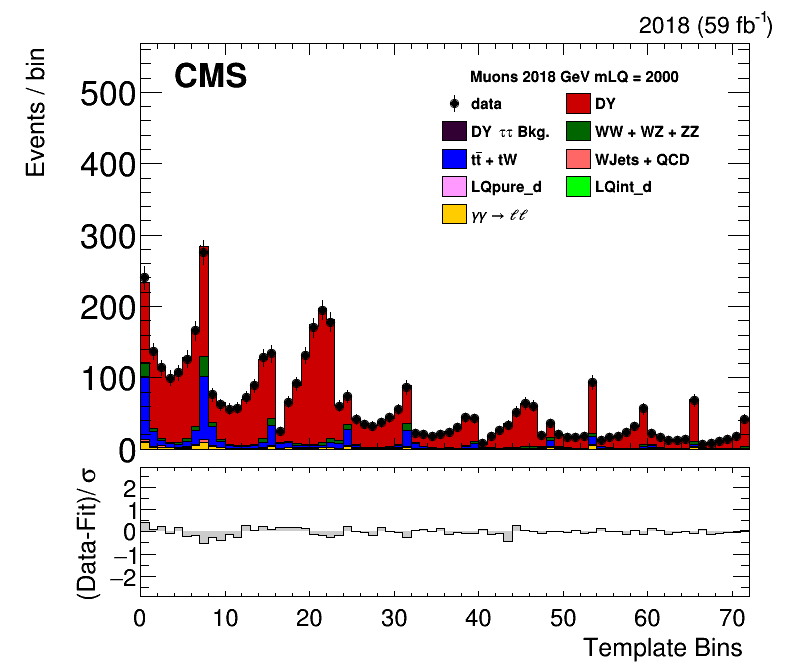 2018 (59 fb-1)
Events / bin
CMS
Muons 2018 GeV mLQ = 2000
data
DY
DY ττ Bkg.
WW + WZ + ZZ
tt̄ + tW
WJets + QCD
LQpure_d
LQint_d
γγ → ℓℓ
500
400
300
200
100
0
(Data-Fit)/ σ
2
1
0
−1
−2
0 10 20 30 40 50 60 70
Template Bins